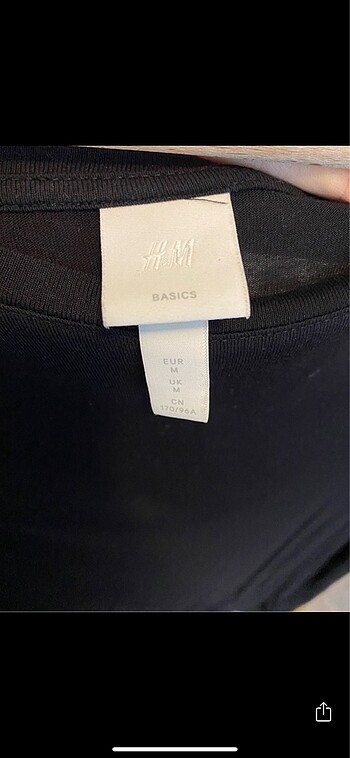 H&M
BASICS
EUR
M
UK
M
CN
170/96A